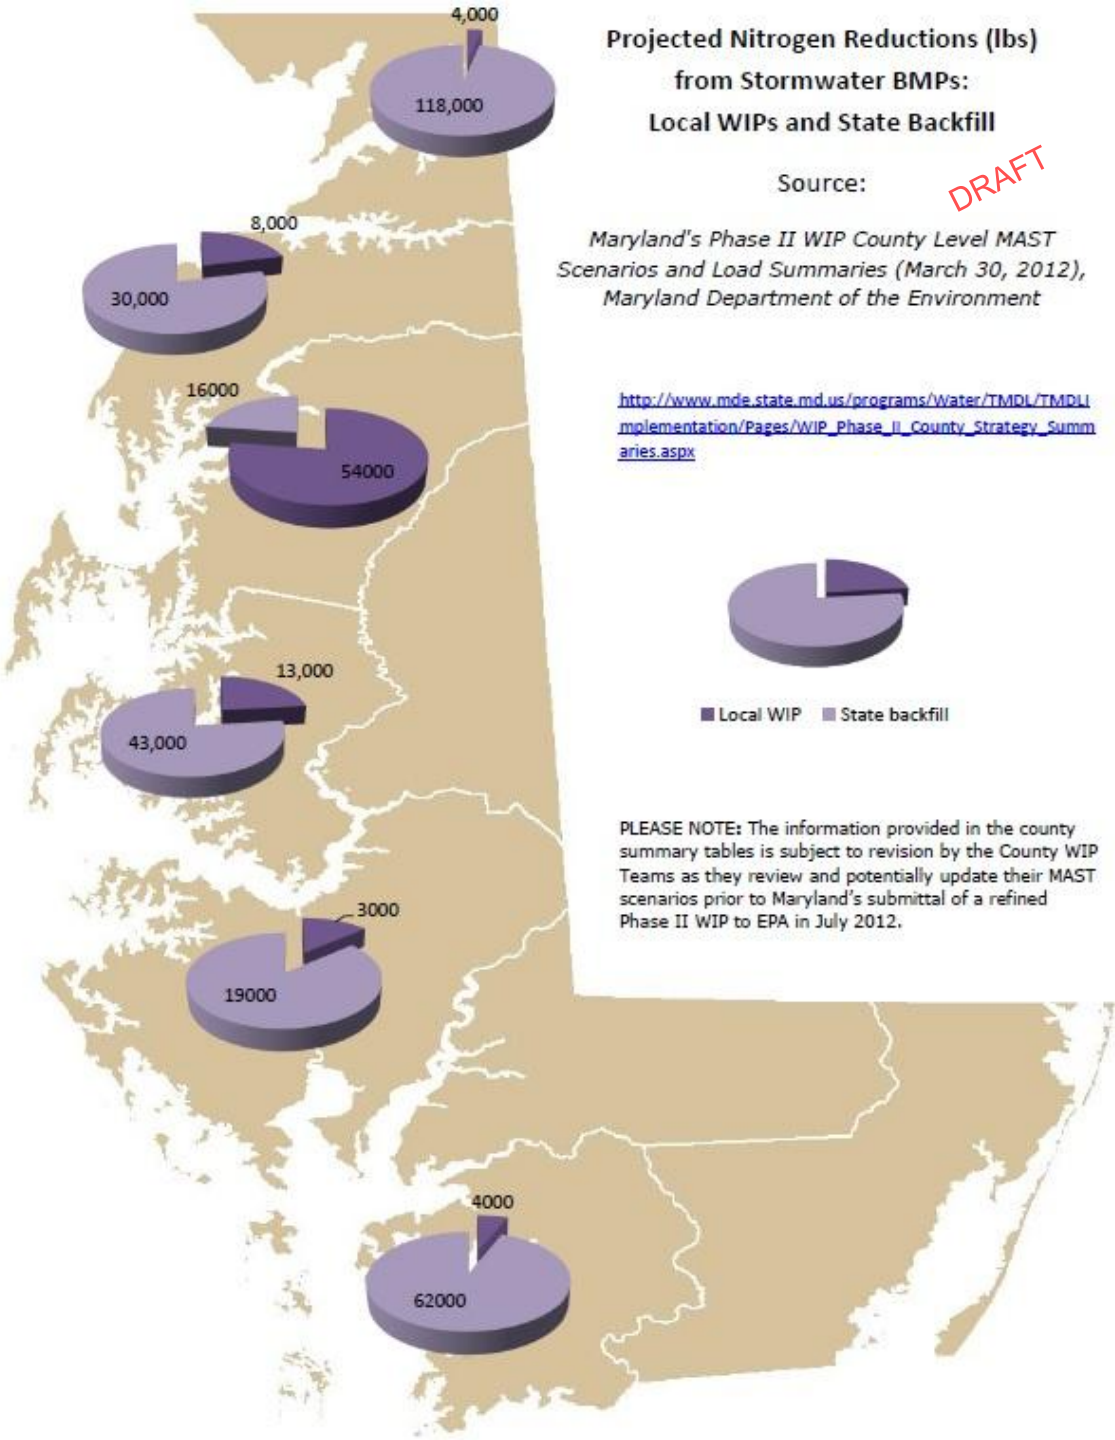 4,000
Projected Nitrogen Reductions (lbs)
from Stormwater BMPs:
Local WIPs and State Backfill
118,000
Source:
DRAFT
Maryland's Phase II WIP County Level MAST
Scenarios and Load Summaries (March 30, 2012),
Maryland Department of the Environment
8,000
30,000
16000
54000
http://www.mde.state.md.us/programs/Water/TMDL/TMDLI
mplementation/Pages/WIP_Phase_II_County_Strategy_Summ
aries.aspx
13,000
43,000
Local WIP State backfill
PLEASE NOTE: The information provided in the county
summary tables is subject to revision by the County WIP
Teams as they review and potentially update their MAST
scenarios prior to Maryland's submittal of a refined
Phase II WIP to EPA in July 2012.
3000
19000
4000
62000